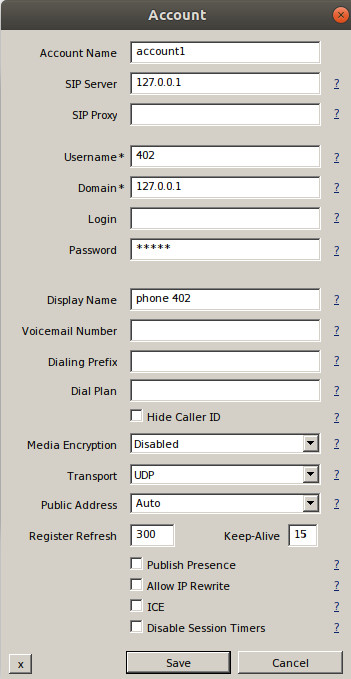 Account
Account Name account1
SIP Server 127.0.0.1 ?
SIP Proxy ?
Username* 402 ?
Domain* 127.0.0.1 ?
Login ?
Password ***** ?
Display Name phone 402 ?
Voicemail Number ?
Dialing Prefix ?
Dial Plan ?
Hide Caller ID ?
Media Encryption Disabled ?
Transport UDP ?
Public Address Auto ?
Register Refresh 300 Keep-Alive 15 ?
Publish Presence ?
Allow IP Rewrite ?
ICE ?
Disable Session Timers ?
x Save Cancel